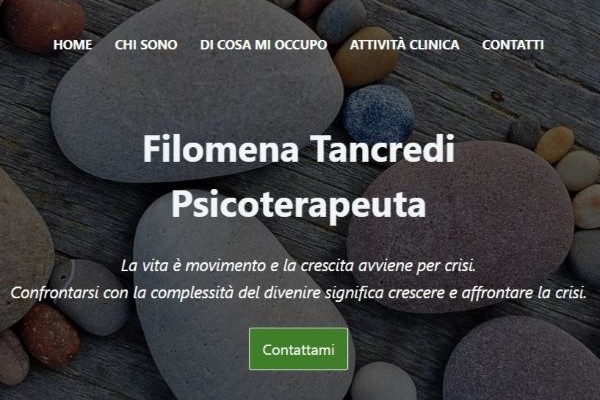 HOME CHI SONO DI COSA MI OCCUPO ATTIVITÀ CLINICA CONTATTI
Filomena Tancredi
Psicoterapeuta
La vita è movimento e la crescita avviene per crisi.
Confrontarsi con la complessità del divenire significa crescere e affrontare la crisi.
Contattami